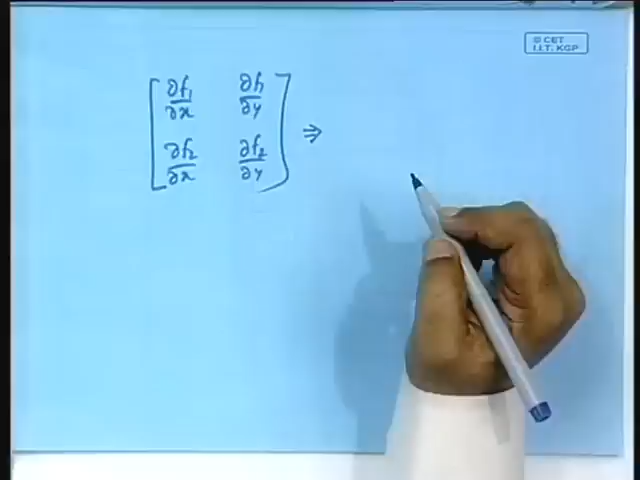 © CET
I.I.T. KGP
∂f₁/∂x ∂f₁/∂y
⇒
∂f₂/∂x ∂f₂/∂y